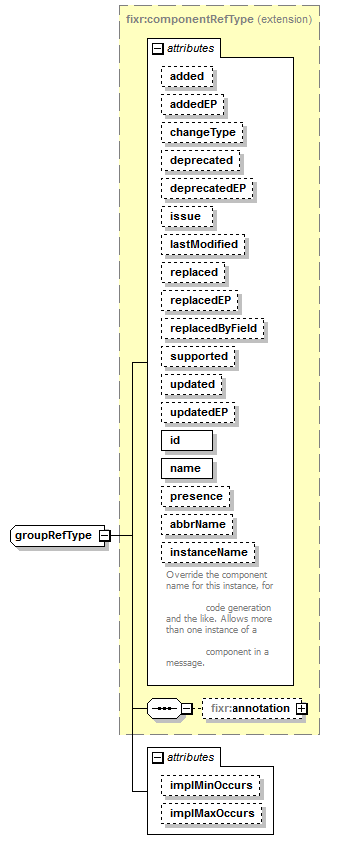 fixr:componentRefType (extension)
attributes
added
addedEP
changeType
deprecated
deprecatedEP
issue
lastModified
replaced
replacedEP
replacedByField
supported
updated
updatedEP
id
name
presence
abbrName
instanceName
Override the component
name for this instance, for
code generation
and the like. Allows more
than one instance of a
component in a
message.
groupRefType
fixr:annotation
attributes
implMinOccurs
implMaxOccurs